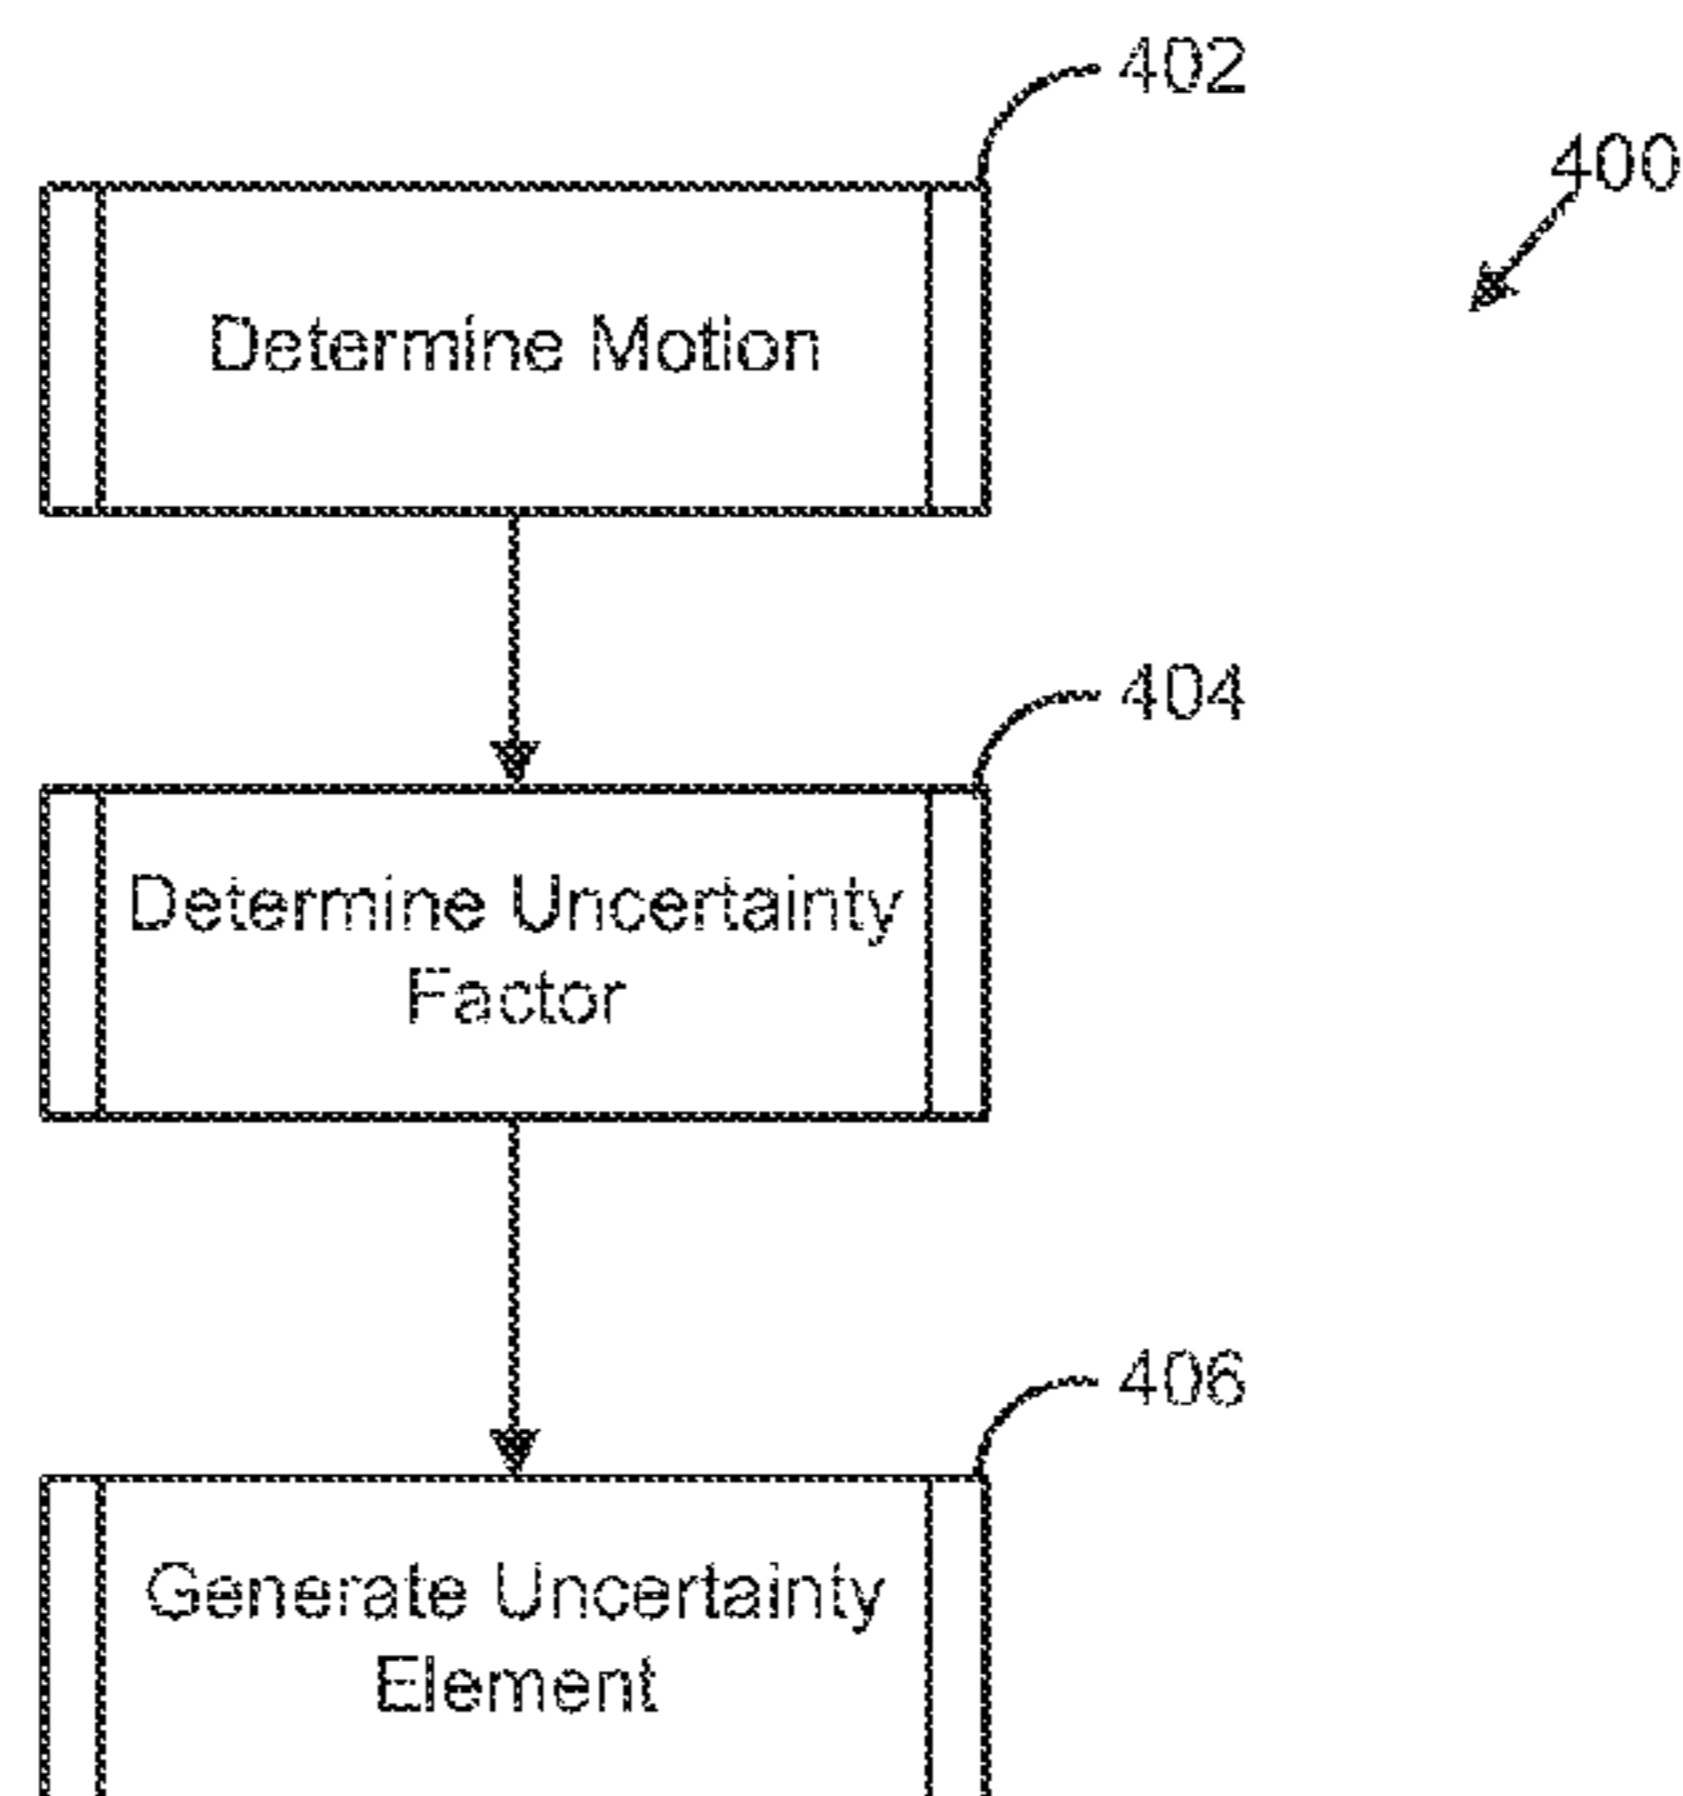 402
400
Determine Motion
404
Determine Uncertainty
Factor
406
Generate Uncertainty
Element